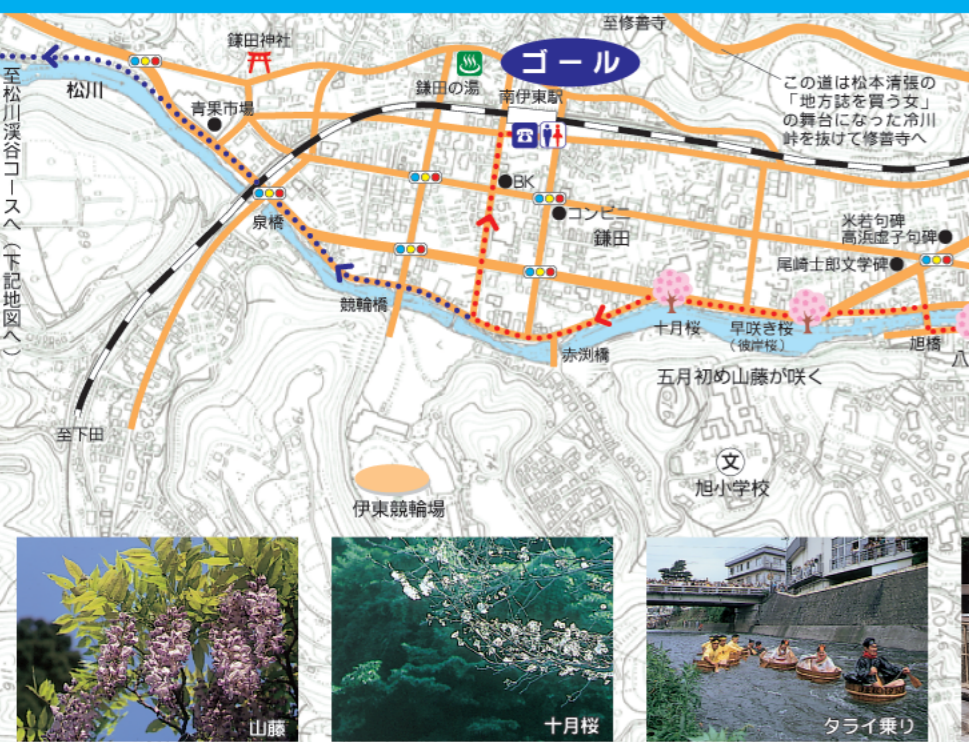 至修善寺
鎌田神社
ゴール
鎌田の湯
南伊東駅
この道は松本清張の
「地方誌を買う女」
の舞台になった冷川
峠を抜けて修善寺へ
至松川渓谷コースへ（下記地図へ）
松川
青果市場
BK
コンビニ
鎌田
米若句碑
高浜虚子句碑
尾崎士郎文学碑
泉橋
競輪橋
十月桜
早咲き桜
（彼岸桜）
旭橋
赤渕橋
八
五月初め山藤が咲く
至下田
文
旭小学校
伊東競輪場
山藤
十月桜
タライ乗り